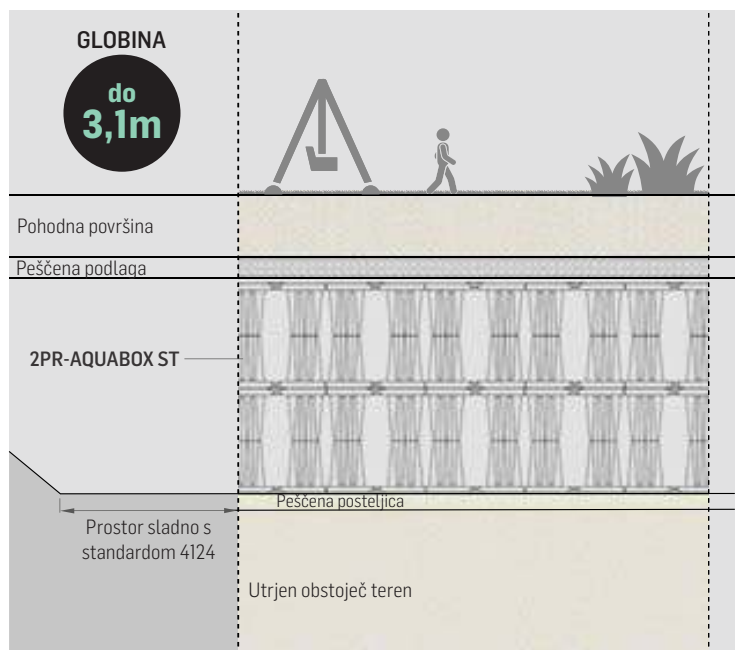 GLOBINA
do
3,1m
Pohodna površina
Peščena podlaga
2PR-AQUABOX ST
Peščena posteljica
Prostor sladno s
standardom 4124
Utrjen obstoječ teren